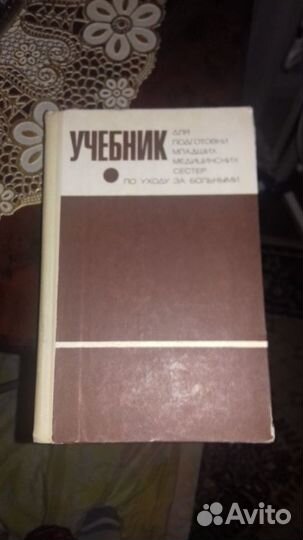 УЧЕБНИК
ДЛЯ
ПОДГОТОВКИ
МЛАДШИХ
МЕДИЦИНСКИХ
СЕСТЕР
ПО УХОДУ ЗА БОЛЬНЫМИ
Avito